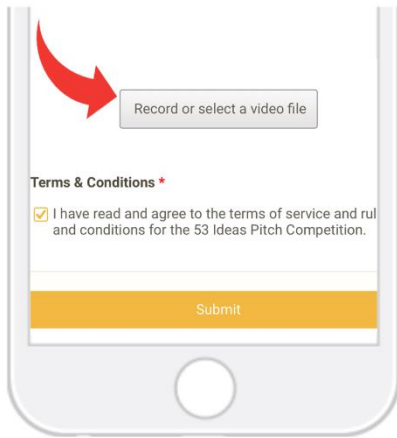 Record or select a video file
Terms & Conditions *
I have read and agree to the terms of service and rul
and conditions for the 53 Ideas Pitch Competition.
Submit